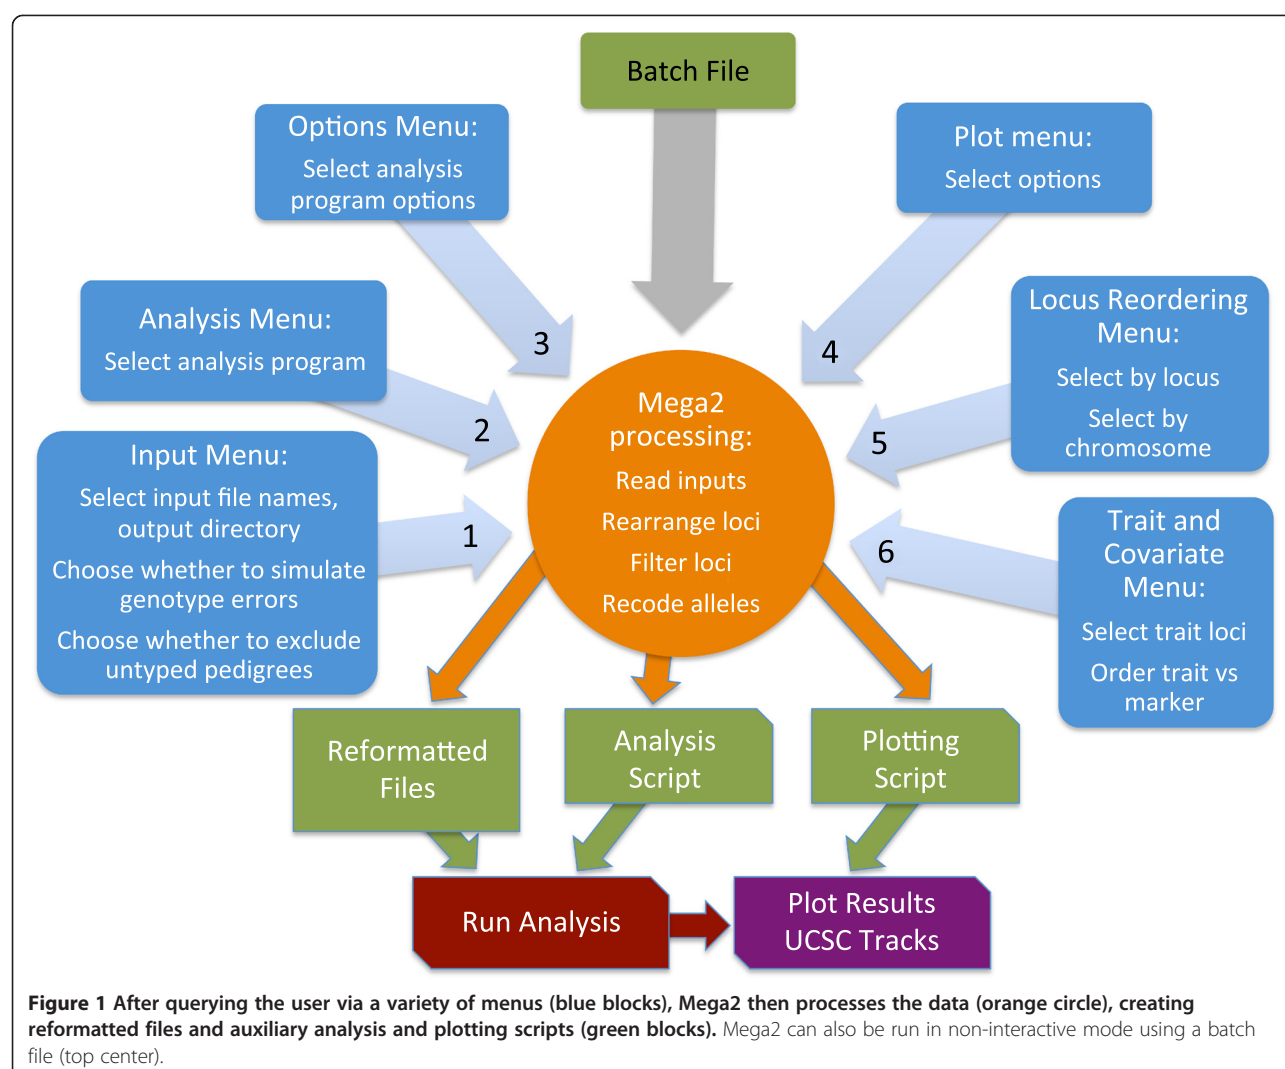 Batch File
Options Menu:
Select analysis
program options
Plot menu:
Select options
Analysis Menu:
Select analysis program
Locus Reordering
Menu:
Select by locus
Select by
chromosome
3
4
2
5
Input Menu:
Select input file names,
output directory
Choose whether to simulate
genotype errors
Choose whether to exclude
untyped pedigrees
1
Mega2
processing:
Read inputs
Rearrange loci
Filter loci
Recode alleles
6
Trait and
Covariate
Menu:
Select trait loci
Order trait vs
marker
Reformatted
Files
Analysis
Script
Plotting
Script
Run Analysis
Plot Results
UCSC Tracks
Figure 1 After querying the user via a variety of menus (blue blocks), Mega2 then processes the data (orange circle), creating
reformatted files and auxiliary analysis and plotting scripts (green blocks). Mega2 can also be run in non-interactive mode using a batch
file (top center).